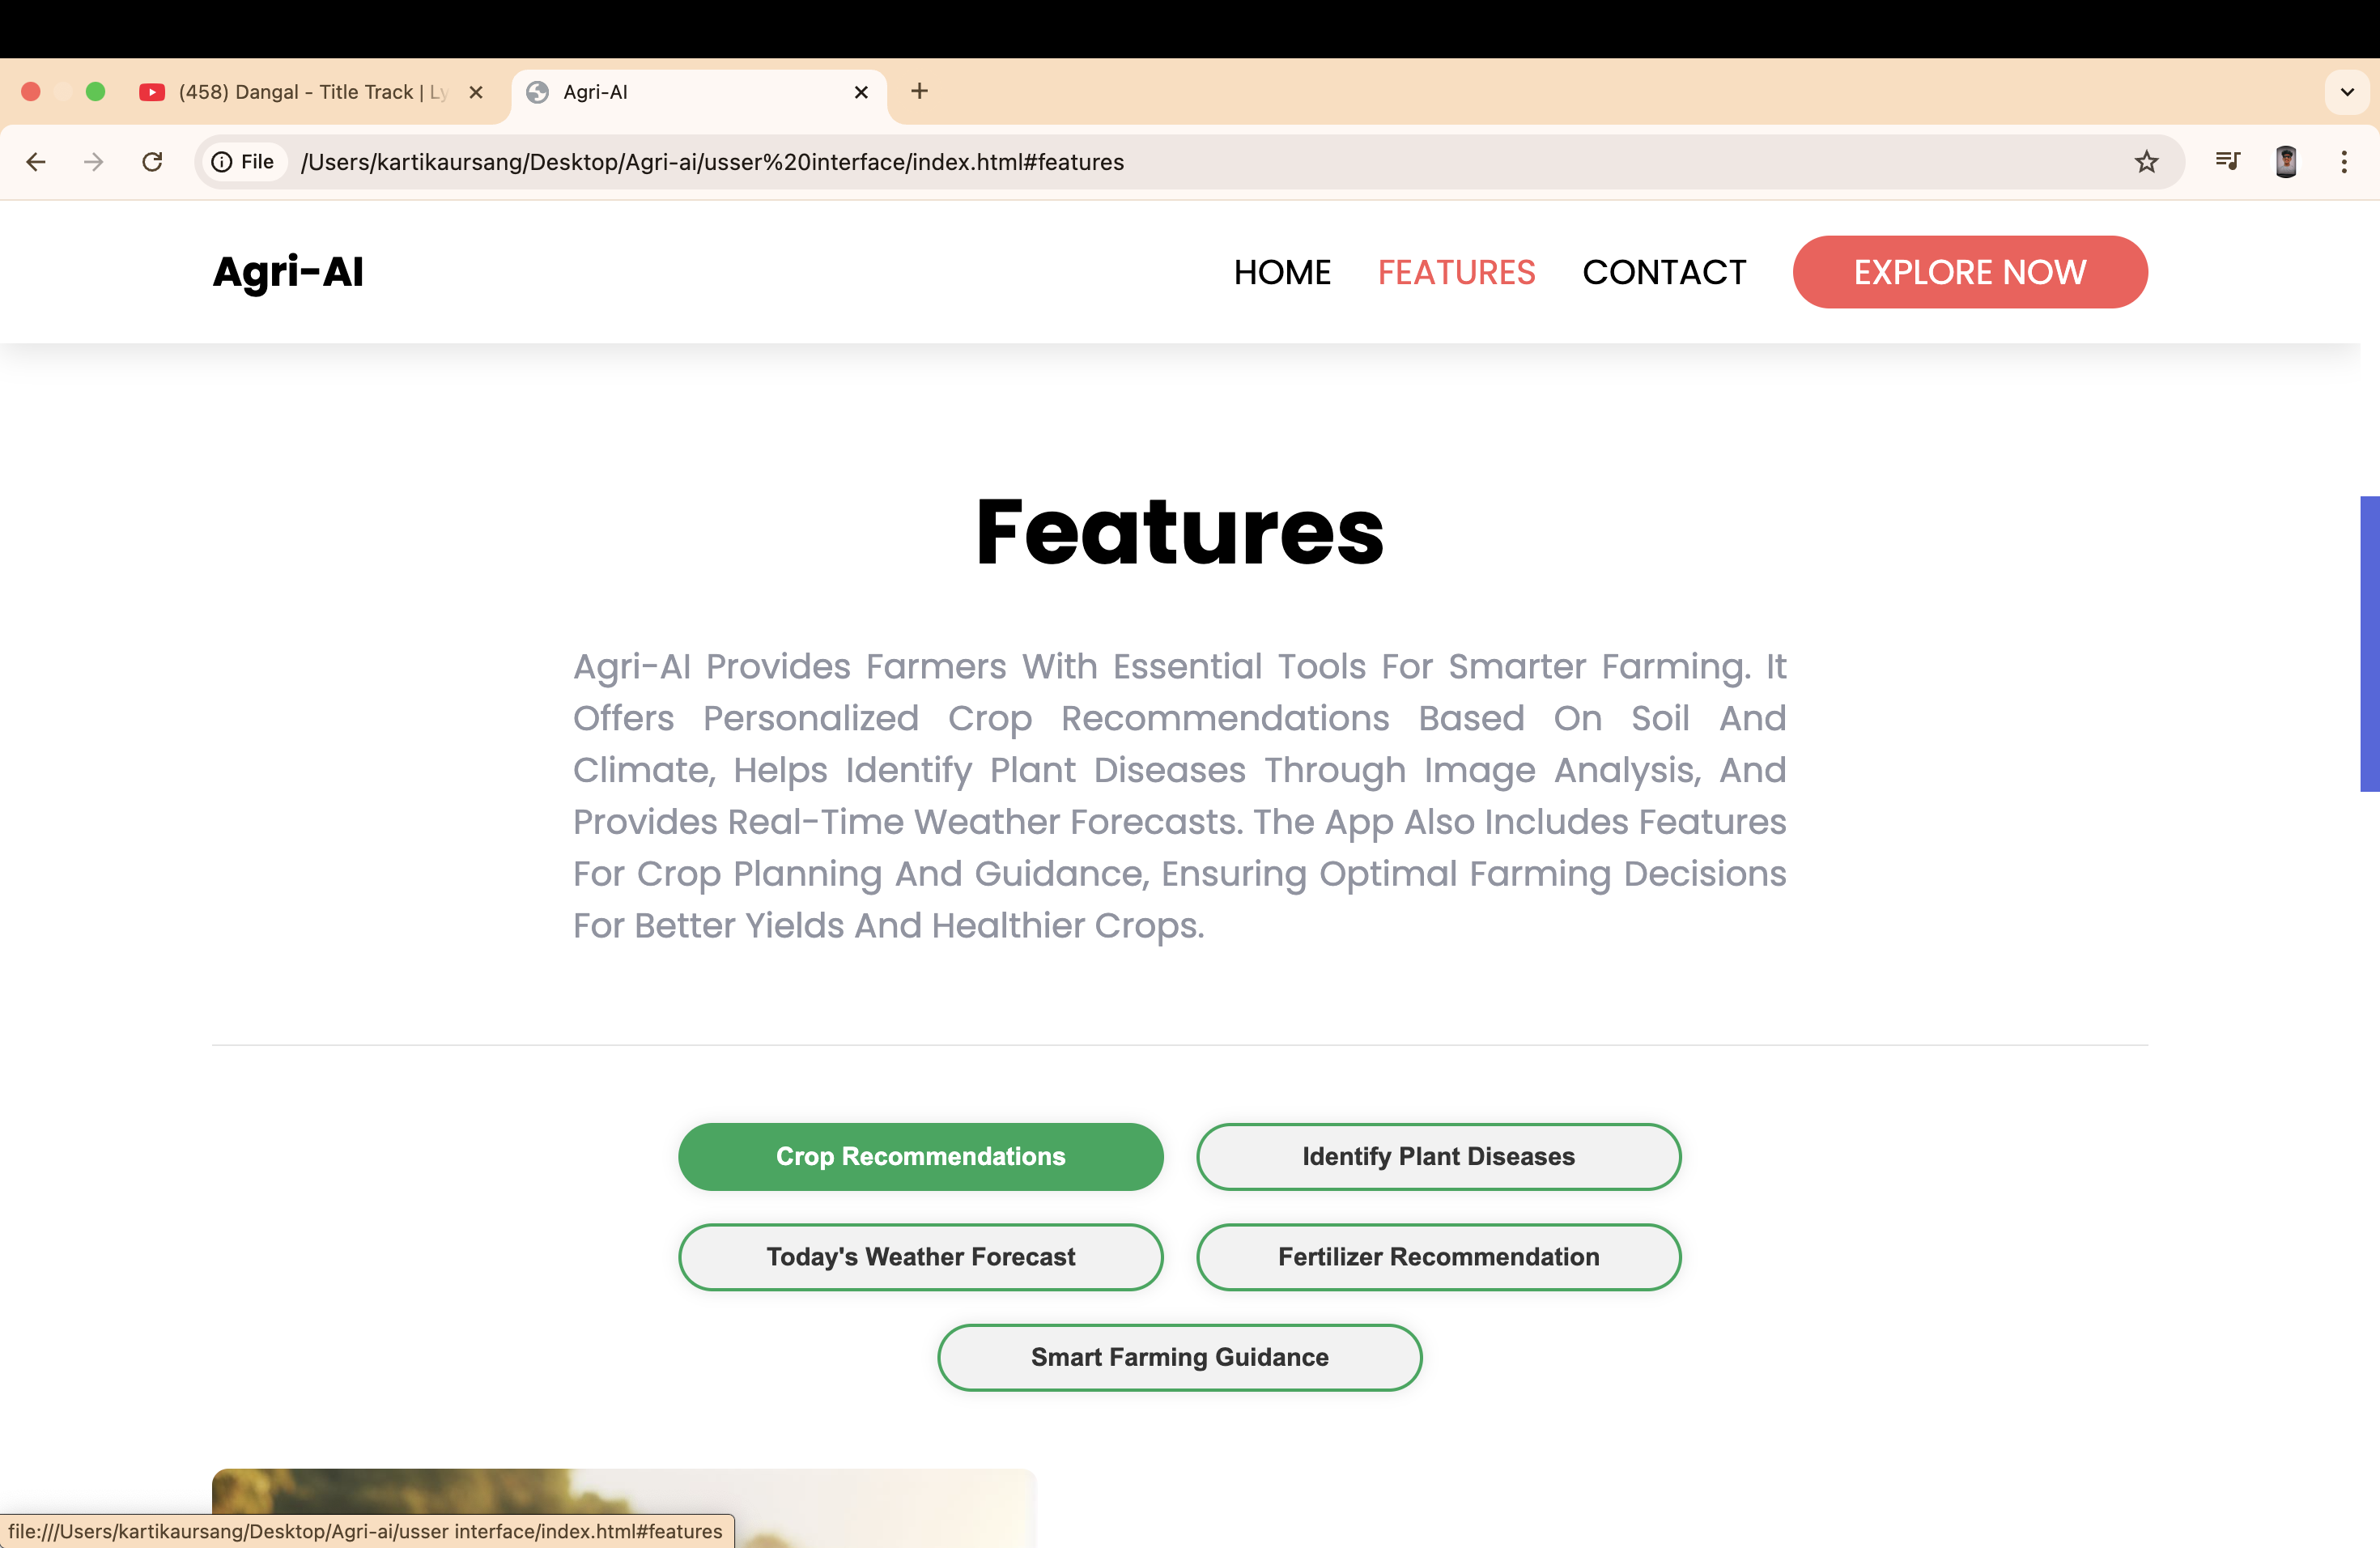 (458) Dangal - Title Track | Ly
Agri-AI
File /Users/kartikaursang/Desktop/Agri-ai/usser%20interface/index.html#features
Agri-AI HOME FEATURES CONTACT EXPLORE NOW
Features
Agri-AI Provides Farmers With Essential Tools For Smarter Farming. It
Offers Personalized Crop Recommendations Based On Soil And
Climate, Helps Identify Plant Diseases Through Image Analysis, And
Provides Real-Time Weather Forecasts. The App Also Includes Features
For Crop Planning And Guidance, Ensuring Optimal Farming Decisions
For Better Yields And Healthier Crops.
Crop Recommendations
Identify Plant Diseases
Today's Weather Forecast
Fertilizer Recommendation
Smart Farming Guidance
file:///Users/kartikaursang/Desktop/Agri-ai/usser interface/index.html#features